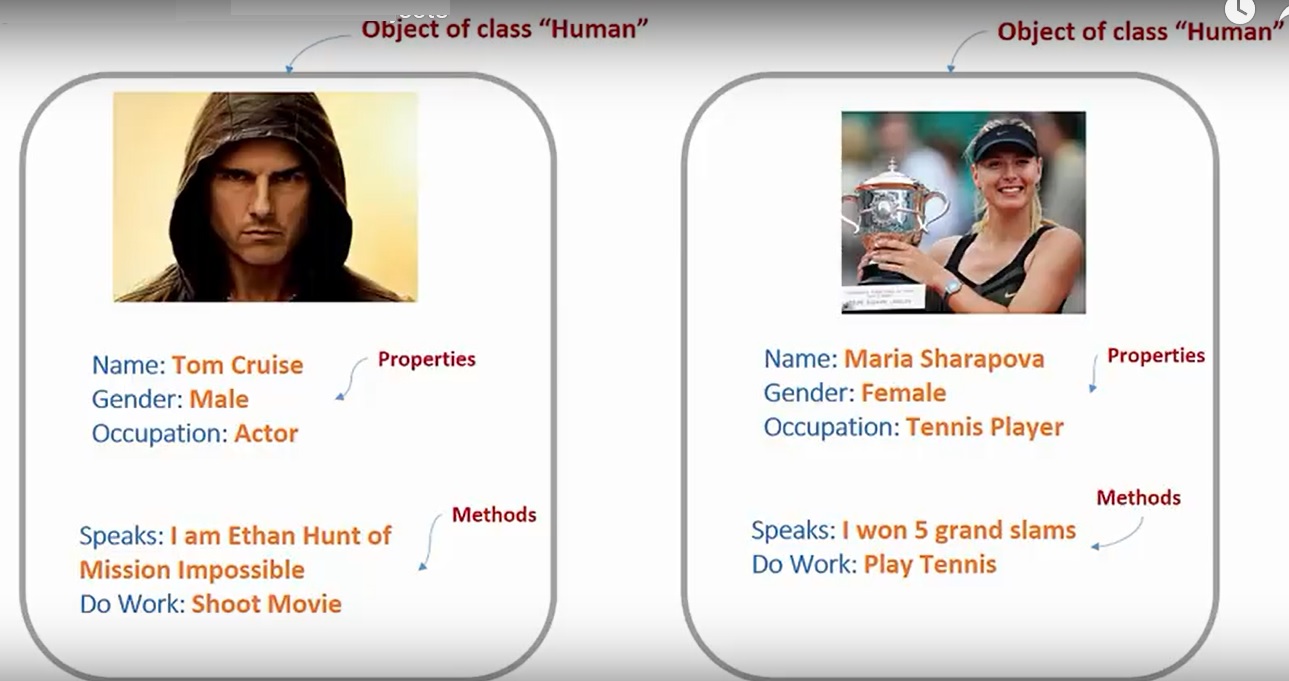 Object of class “Human”
Name: Tom Cruise
Gender: Male
Occupation: Actor
Properties
Speaks: I am Ethan Hunt of
Mission Impossible
Do Work: Shoot Movie
Methods
Object of class “Human”
Name: Maria Sharapova
Gender: Female
Occupation: Tennis Player
Properties
Speaks: I won 5 grand slams
Do Work: Play Tennis
Methods